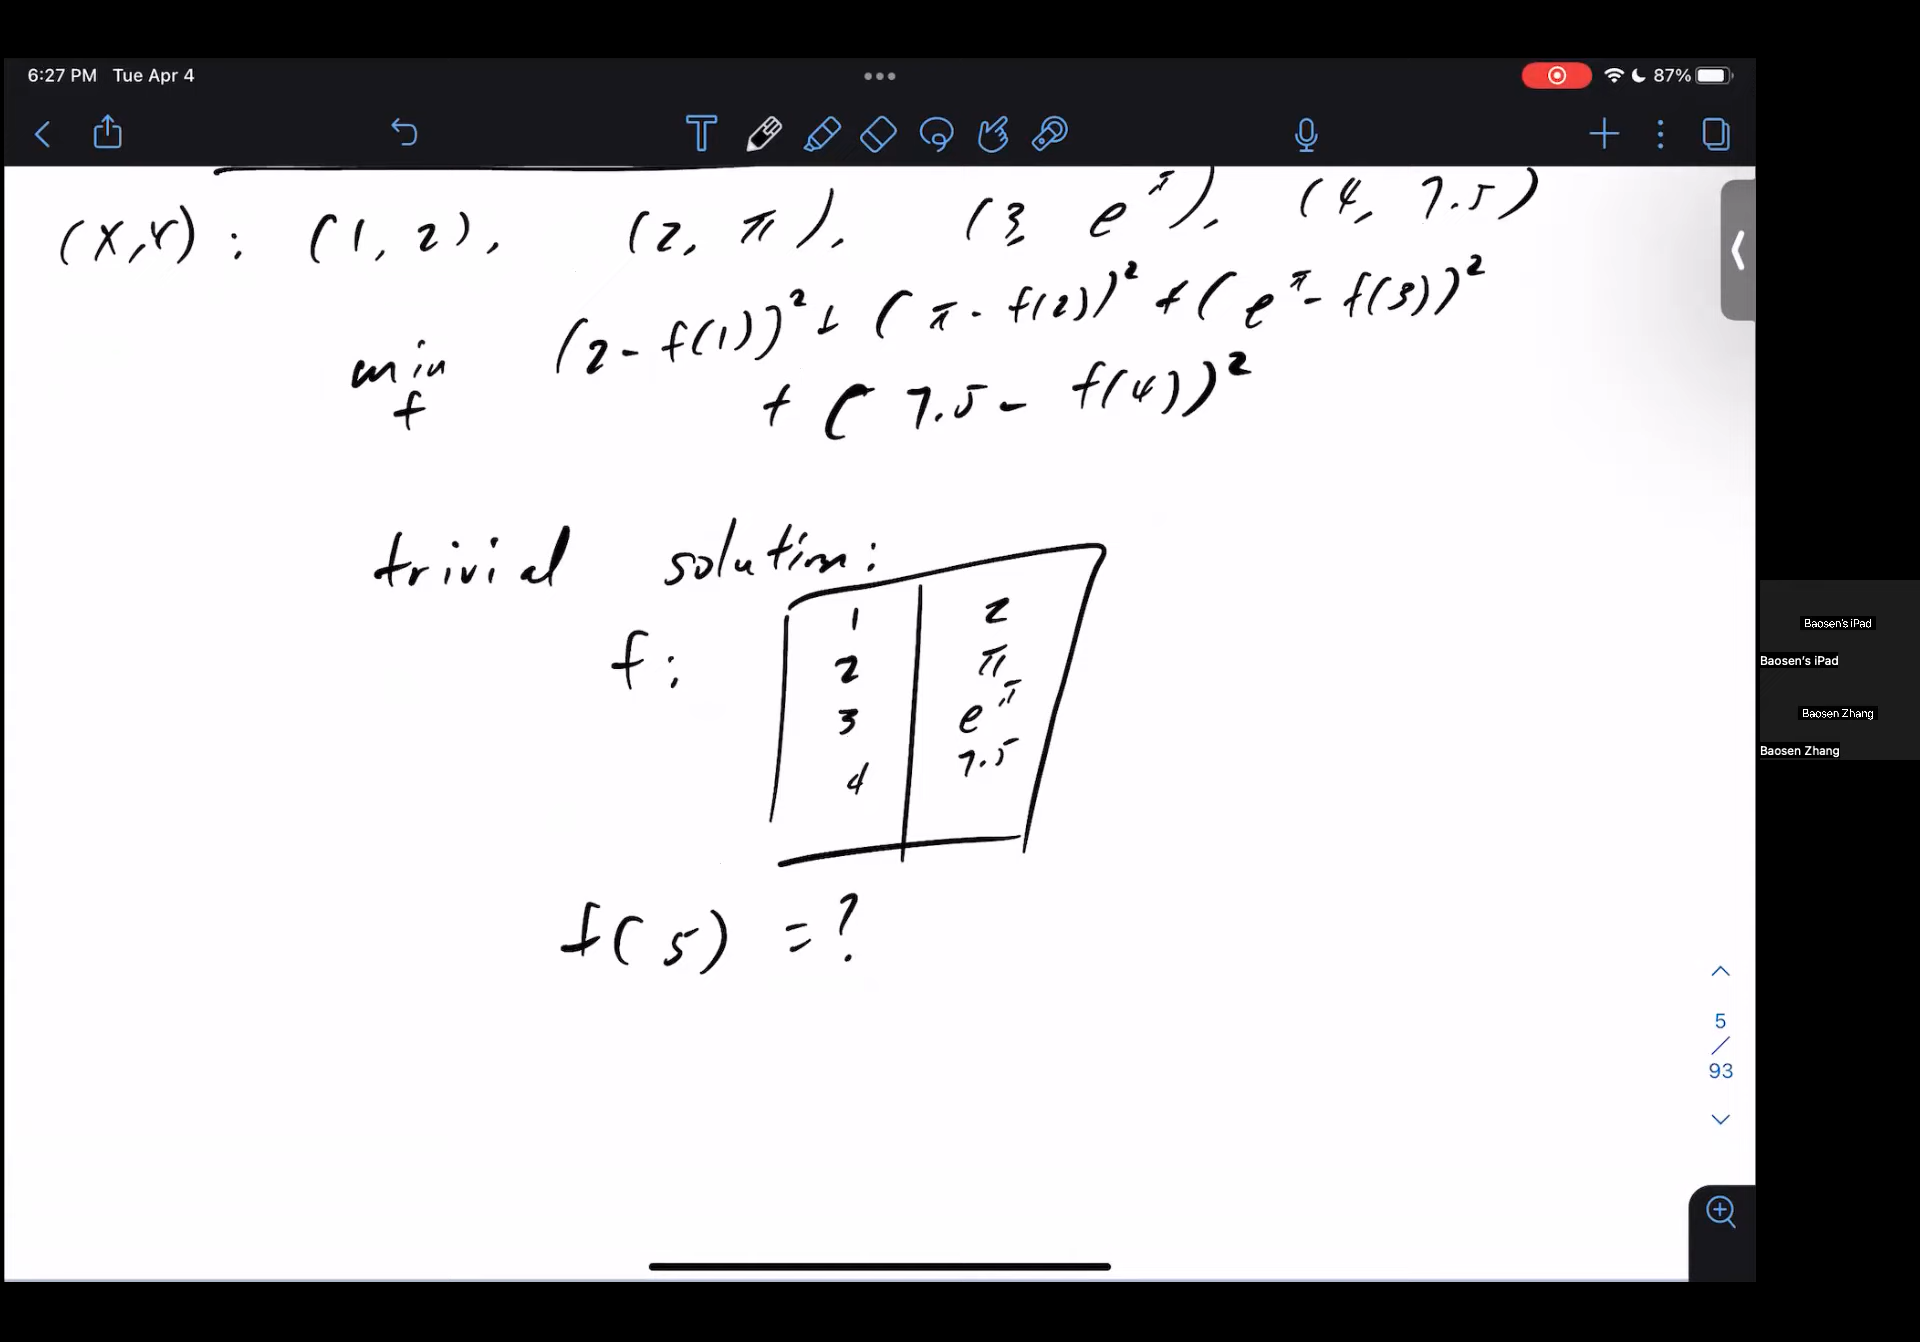 6:27 PM Tue Apr 4
87%
T
(X,Y) : (1, 2), (2, π), (3, e^π), (4, 7.5)
min (2 - f(1))² + (π - f(2))² + (e^π - f(3))²
f
+ (7.5 - f(4))²
trivial solution:
f:
1 2
2 π
3 e^π
4 7.5
f(5) = ?
5
/
93
Baosen's iPad
Baosen's iPad
Baosen Zhang
Baosen Zhang